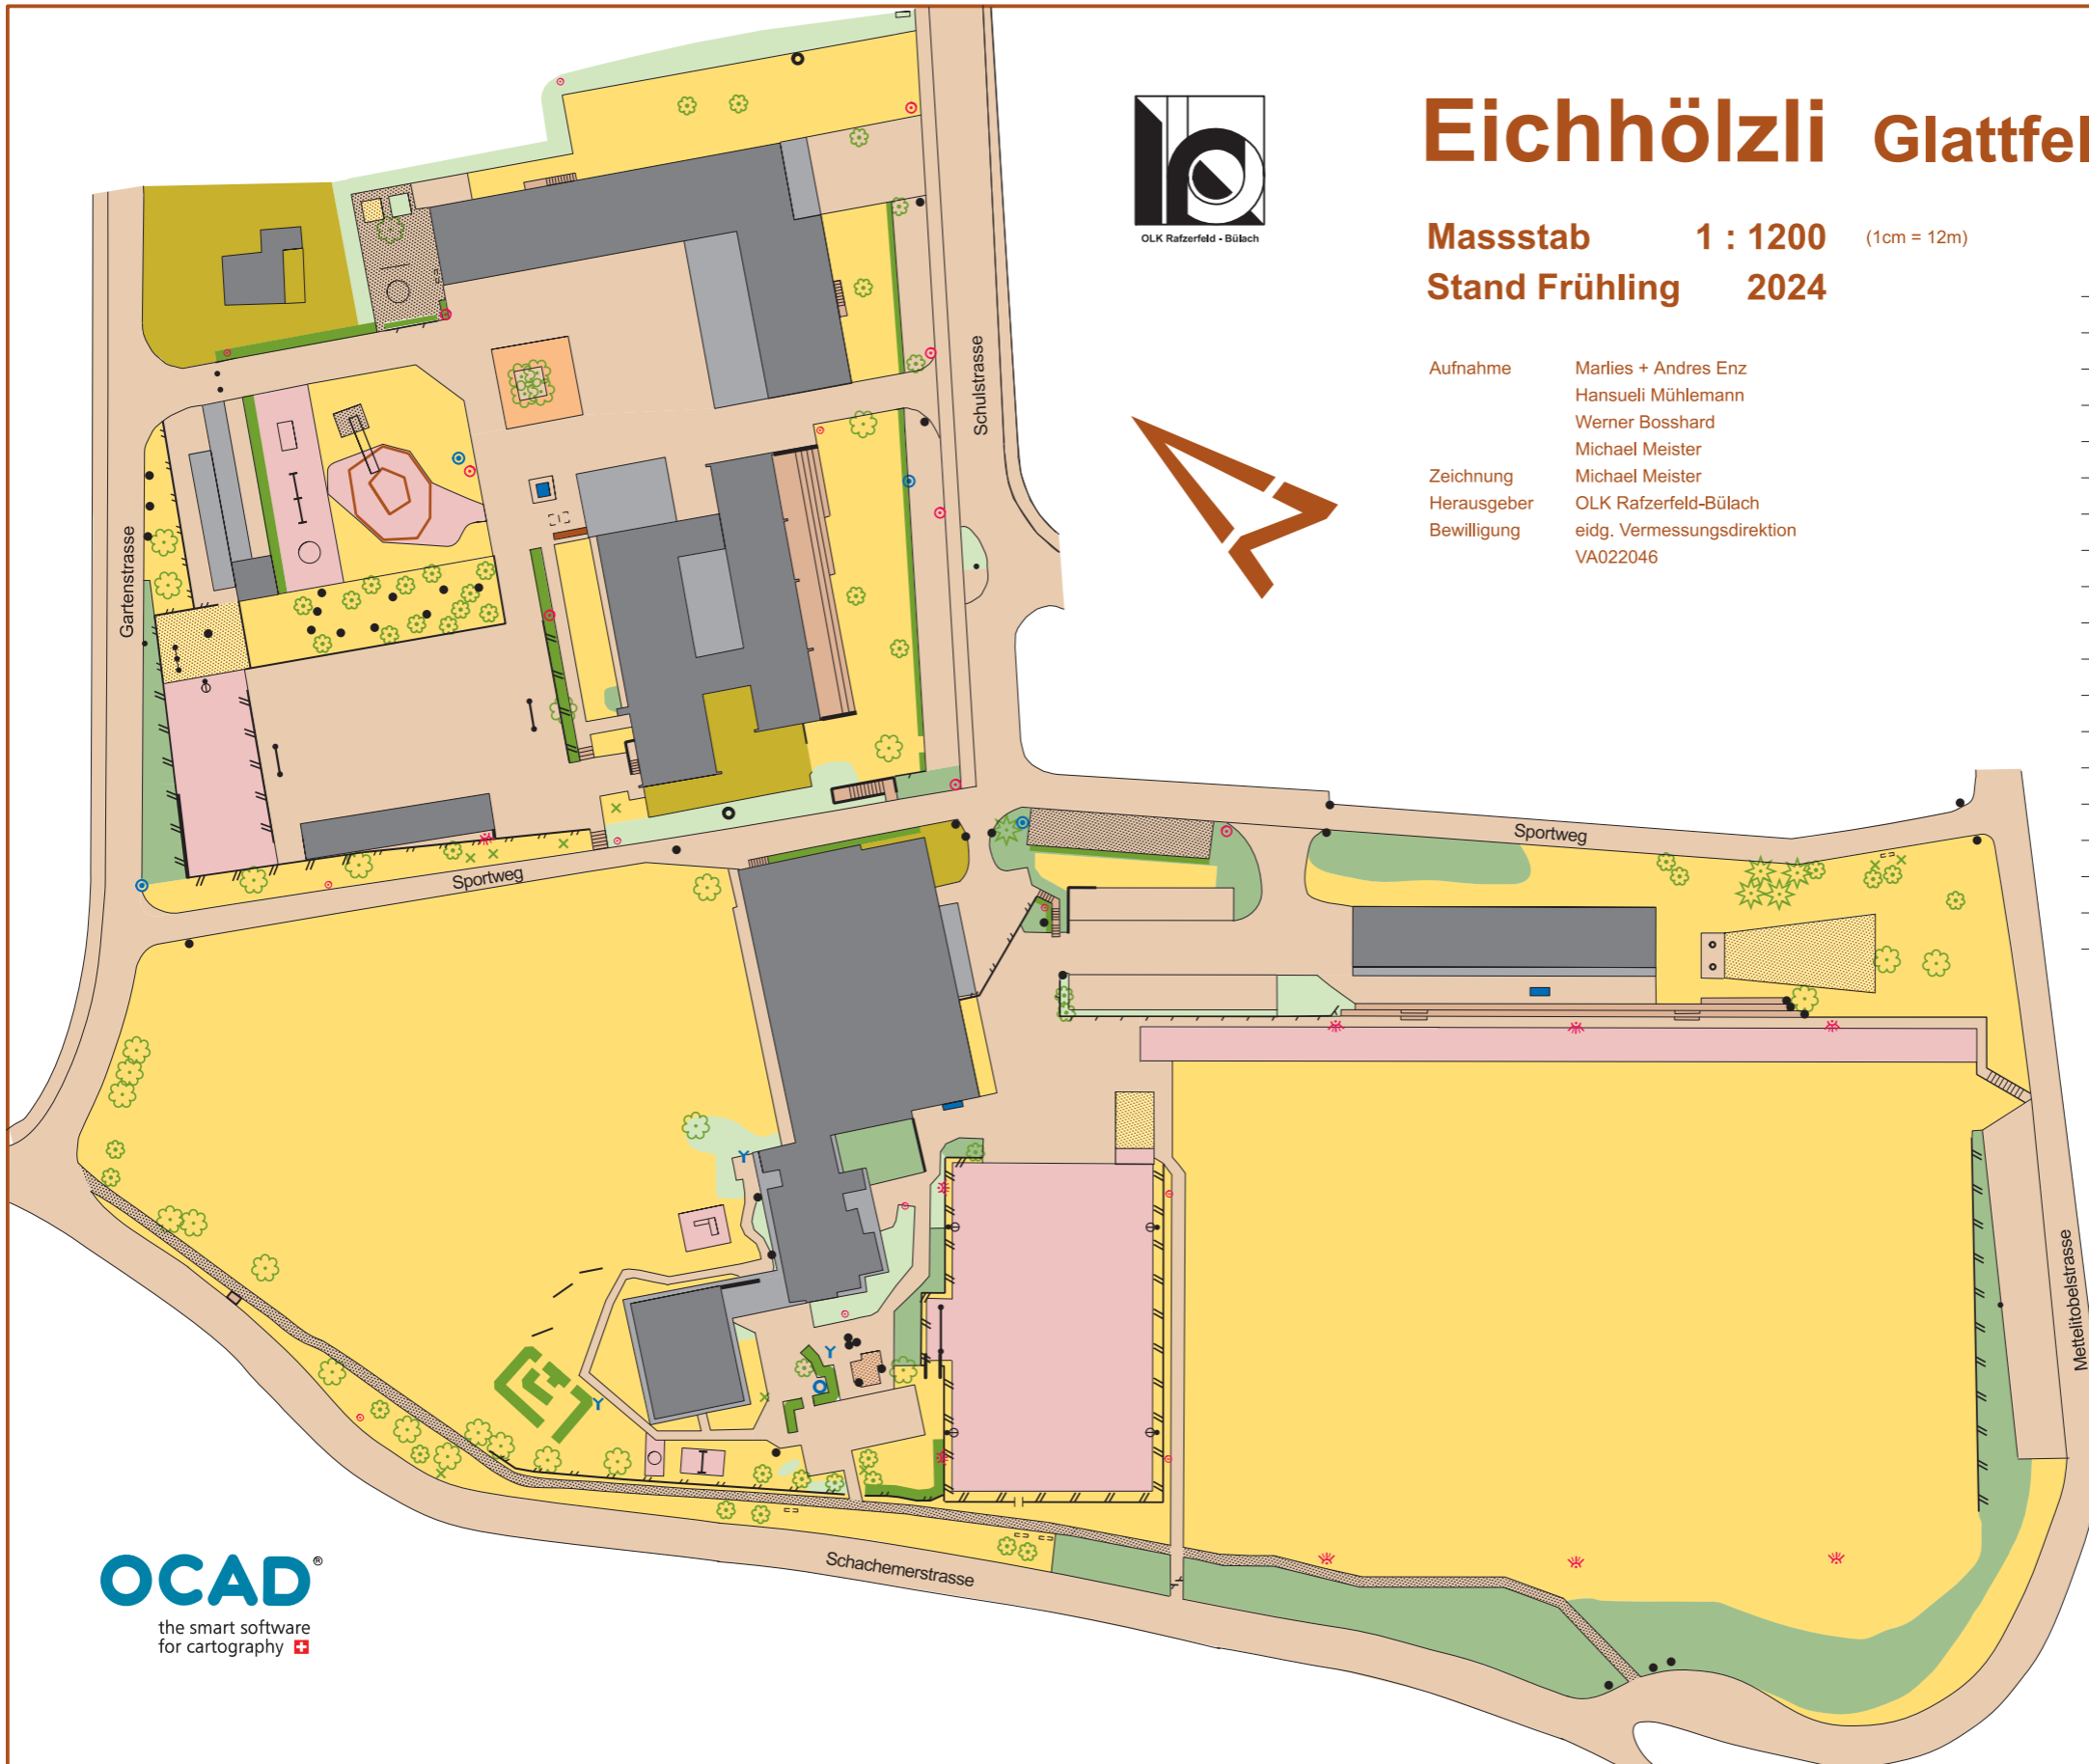 Eichhölzli Glattfel
OLK Rafzerfeld - Bülach
Massstab 1 : 1200 (1cm = 12m)
Stand Frühling 2024
Aufnahme Marlies + Andres Enz
Hansueli Mühlemann
Werner Bosshard
Michael Meister
Zeichnung Michael Meister
Herausgeber OLK Rafzerfeld-Bülach
Bewilligung eidg. Vermessungsdirektion
VA022046
Schulstrasse
Gartenstrasse
Sportweg
Sportweg
Mettelitobelstrasse
Schachemerstrasse
OCAD®
the smart software
for cartography